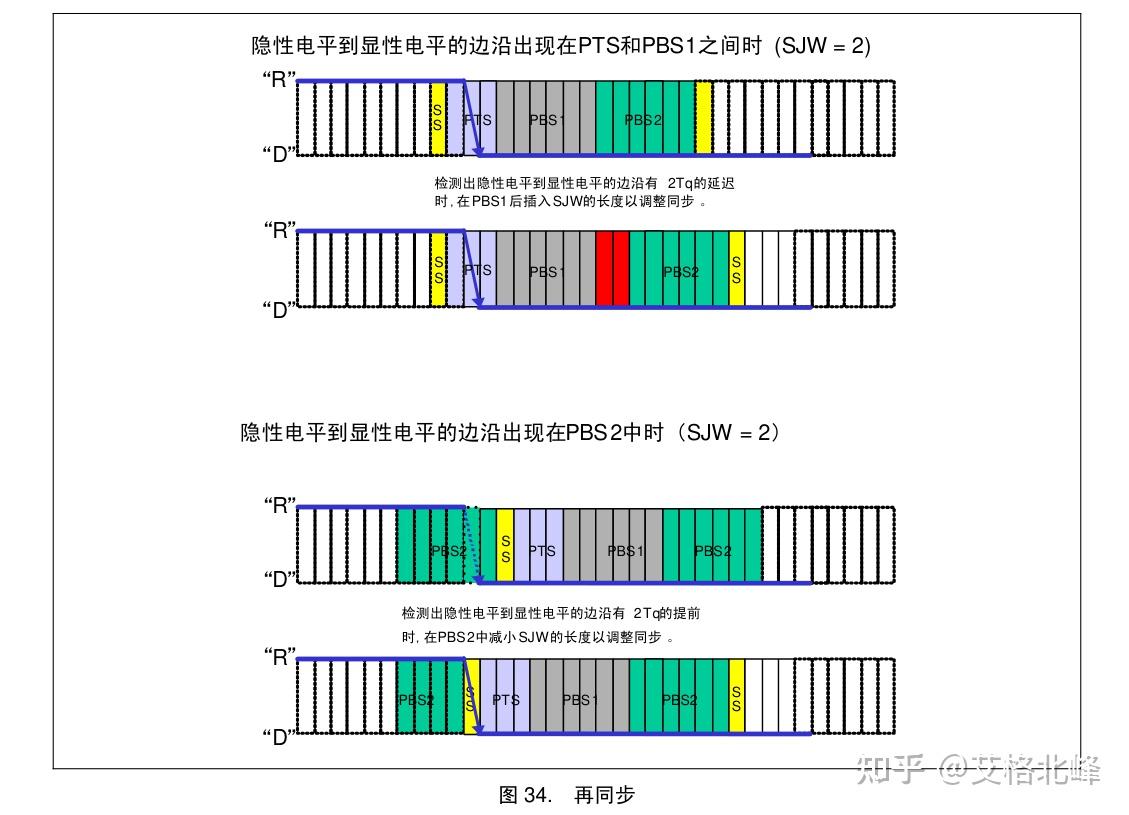 隐性电平到显性电平的边沿出现在PTS和PBS1之间时 (SJW = 2)
“R”
SS PTS PBS1 PBS2
“D”
检测出隐性电平到显性电平的边沿有 2Tq的延迟
时, 在PBS1后插入SJW的长度以调整同步 。
“R”
SS PTS PBS1 PBS2 SS
“D”
隐性电平到显性电平的边沿出现在PBS2中时（SJW = 2）
“R”
PBS2 SS PTS PBS1 PBS2
“D”
检测出隐性电平到显性电平的边沿有 2Tq的提前
时, 在PBS2中减小SJW的长度以调整同步 。
“R”
PBS2 SS PTS PBS1 PBS2 SS
“D”
知乎 @艾格北峰
图 34. 再同步